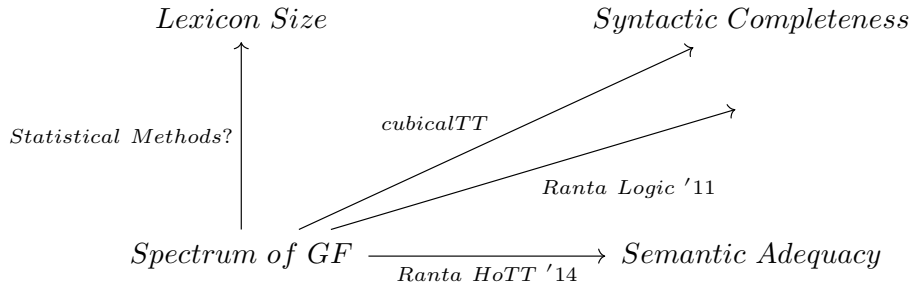 Lexicon Size
Syntactic Completeness
Statistical Methods?
cubicalTT
Ranta Logic '11
Spectrum of GF
Ranta HoTT '14
Semantic Adequacy